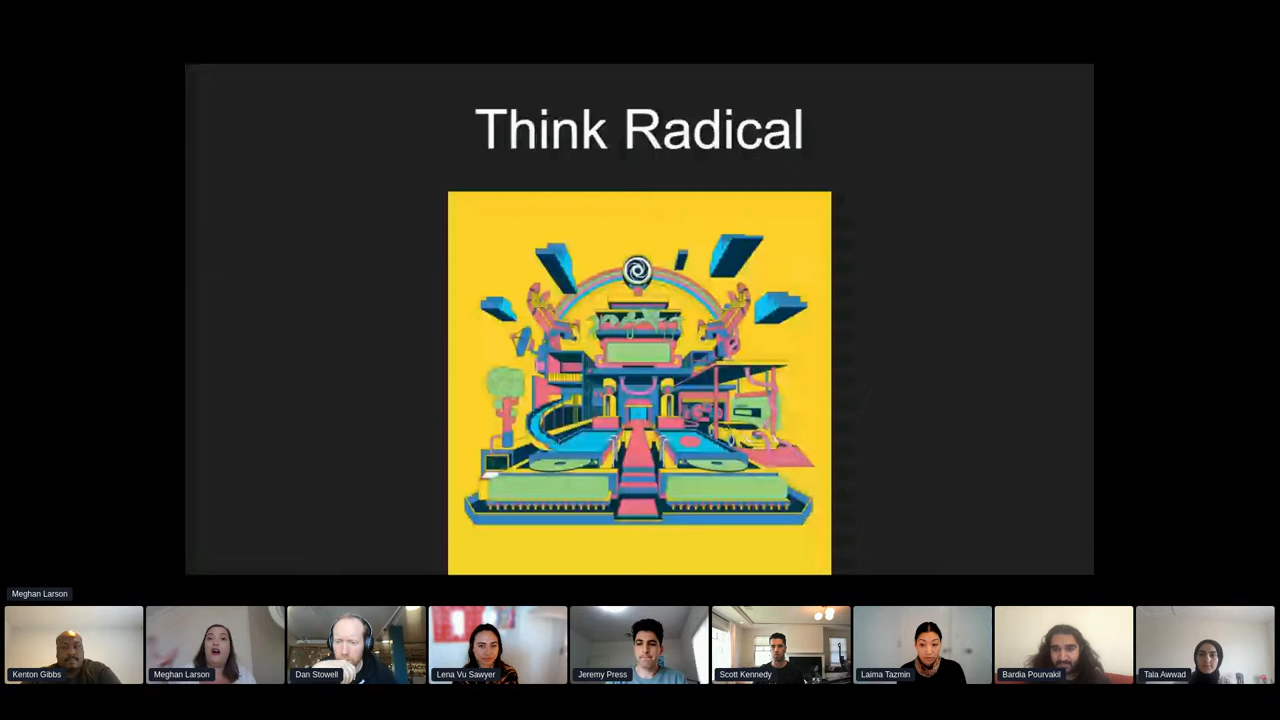 Think Radical
Meghan Larson
Kenton Gibbs
Meghan Larson
Dan Stowell
Lena Vu Sawyer
Jeremy Press
Scott Kennedy
Laima Tazmin
Bardia Pourvakil
Tala Awwad